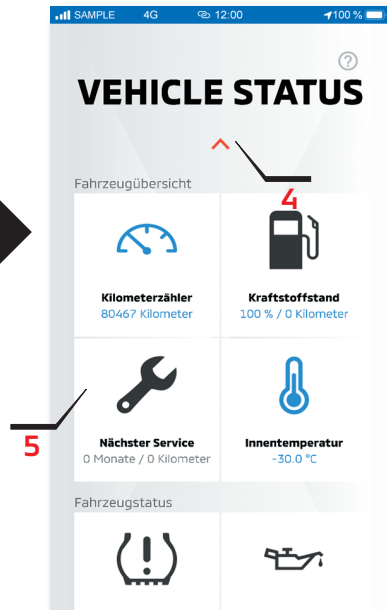 SAMPLE 4G 12:00 100 %
?
VEHICLE STATUS
4
Fahrzeugübersicht
Kilometerzähler
80467 Kilometer
Kraftstoffstand
100 % / 0 Kilometer
5
Nächster Service
0 Monate / 0 Kilometer
Innentemperatur
-30.0 °C
Fahrzeugstatus